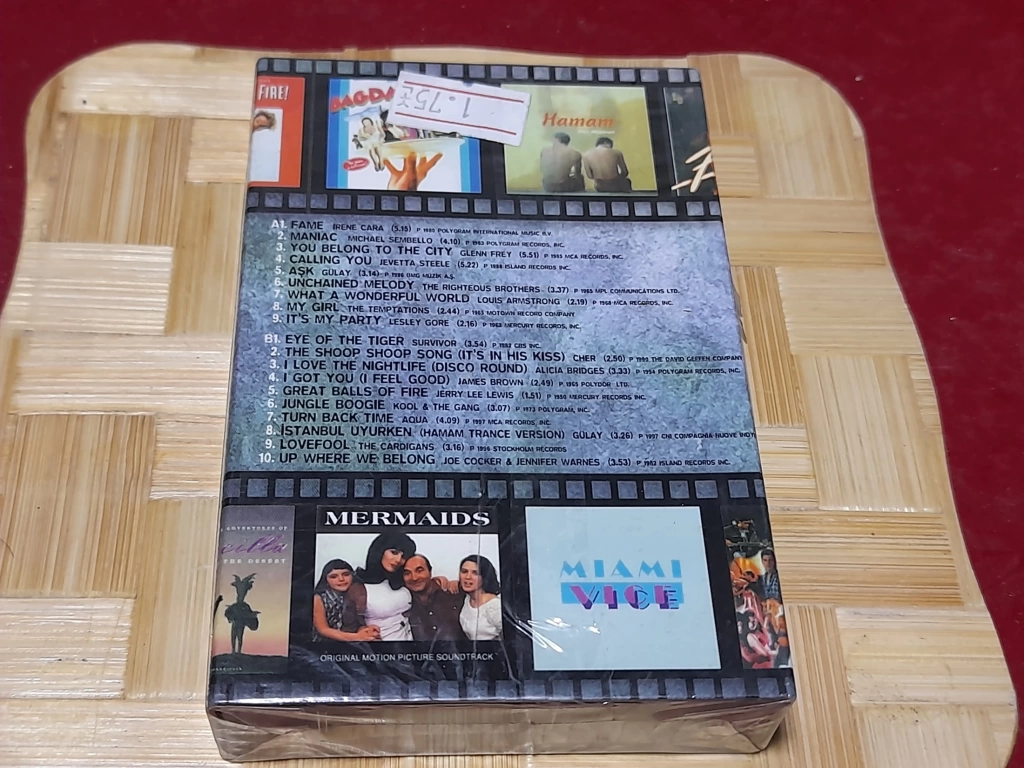 FIRE!
BAGDA
1.75
Hamam
A1. FAME IRENE CARA (5.15) P 1980 POLYGRAM INTERNATIONAL MUSIC B.V.
2. MANIAC MICHAEL SEMBELLO (4.10) P 1983 POLYGRAM RECORDS, INC.
3. YOU BELONG TO THE CITY GLENN FREY (5.51) P 1985 MCA RECORDS, INC.
4. CALLING YOU JEVETTA STEELE (5.22) P 1988 ISLAND RECORDS INC.
5. AŞK GÜLAY (3.14) P 1998 BMG MÜZİK A.Ş.
6. UNCHAINED MELODY THE RIGHTEOUS BROTHERS (3.37) P 1965 MPL COMMUNICATIONS LTD.
7. WHAT A WONDERFUL WORLD LOUIS ARMSTRONG (2.19) P 1968 MCA RECORDS, INC.
8. MY GIRL THE TEMPTATIONS (2.44) P 1965 MOTOWN RECORD COMPANY
9. IT'S MY PARTY LESLEY GORE (2.16) P 1963 MERCURY RECORDS, INC.
B1. EYE OF THE TIGER SURVIVOR (3.54) P 1982 CBS INC.
2. THE SHOOP SHOOP SONG (IT'S IN HIS KISS) CHER (2.50) P 1990 THE DAVID GEFFEN COMPANY
3. I LOVE THE NIGHTLIFE (DISCO ROUND) ALICIA BRIDGES (3.33) P 1994 POLYGRAM RECORDS, INC.
4. I GOT YOU (I FEEL GOOD) JAMES BROWN (2.49) P 1965 POLYDOR LTD.
5. GREAT BALLS OF FIRE JERRY LEE LEWIS (1.51) P 1950 MERCURY RECORDS, INC.
6. JUNGLE BOOGIE KOOL & THE GANG (3.07) P 1973 POLYGRAM, INC.
7. TURN BACK TIME AQUA (4.09) P 1997 MCA RECORDS, INC.
8. İSTANBUL UYURKEN (HAMAM TRANCE VERSION) GÜLAY (3.26) P 1997 CNI COMPAGNIA NUOVE INDYE
9. LOVEFOOL THE CARDIGANS (3.16) P 1996 STOCKHOLM RECORDS
10. UP WHERE WE BELONG JOE COCKER & JENNIFER WARNES (3.53) P 1982 ISLAND RECORDS INC.
ADVENTURES OF
cilla
THE DESERT
MERMAIDS
ORIGINAL MOTION PICTURE SOUNDTRACK
MIAMI
VICE